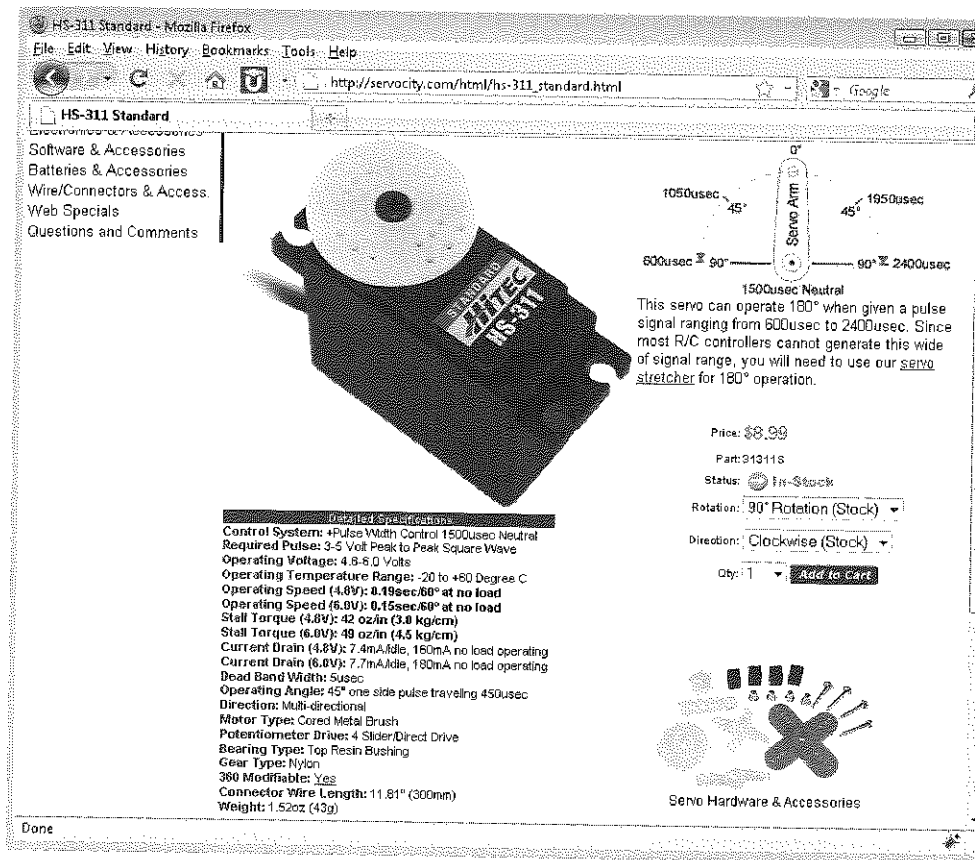 HS-311 Standard - Mozilla Firefox
File Edit View History Bookmarks Tools Help
http://servocity.com/html/hs-311_standard.html
Google
HS-311 Standard
Software & Accessories
Batteries & Accessories
Wire/Connectors & Access.
Web Specials
Questions and Comments
STANDARD
HiTEC
HS-311
0°
1050usec
45°
45°
1950usec
Servo Arm
600usec
90°
90°
2400usec
1500usec Neutral
This servo can operate 180° when given a pulse
signal ranging from 600usec to 2400usec. Since
most R/C controllers cannot generate this wide
of signal range, you will need to use our servo
stretcher for 180° operation.
Price: $8.99
Part: 31311S
Status: In-Stock
Rotation: 90° Rotation (Stock)
Direction: Clockwise (Stock)
Qty: 1 Add to Cart
Detailed Specifications
Control System: +Pulse Width Control 1500usec Neutral
Required Pulse: 3-5 Volt Peak to Peak Square Wave
Operating Voltage: 4.8-6.0 Volts
Operating Temperature Range: -20 to +60 Degree C
Operating Speed (4.8V): 0.19sec/60° at no load
Operating Speed (6.0V): 0.15sec/60° at no load
Stall Torque (4.8V): 42 oz/in (3.0 kg/cm)
Stall Torque (6.0V): 49 oz/in (4.5 kg/cm)
Current Drain (4.8V): 7.4mA/idle, 160mA no load operating
Current Drain (6.0V): 7.7mA/idle, 180mA no load operating
Dead Band Width: 5usec
Operating Angle: 45° one side pulse traveling 450usec
Direction: Multi-directional
Motor Type: Cored Metal Brush
Potentiometer Drive: 4 Slider/Direct Drive
Bearing Type: Top Resin Bushing
Gear Type: Nylon
360 Modifiable: Yes
Connector Wire Length: 11.81" (300mm)
Weight: 1.52oz (43g)
Servo Hardware & Accessories
Done